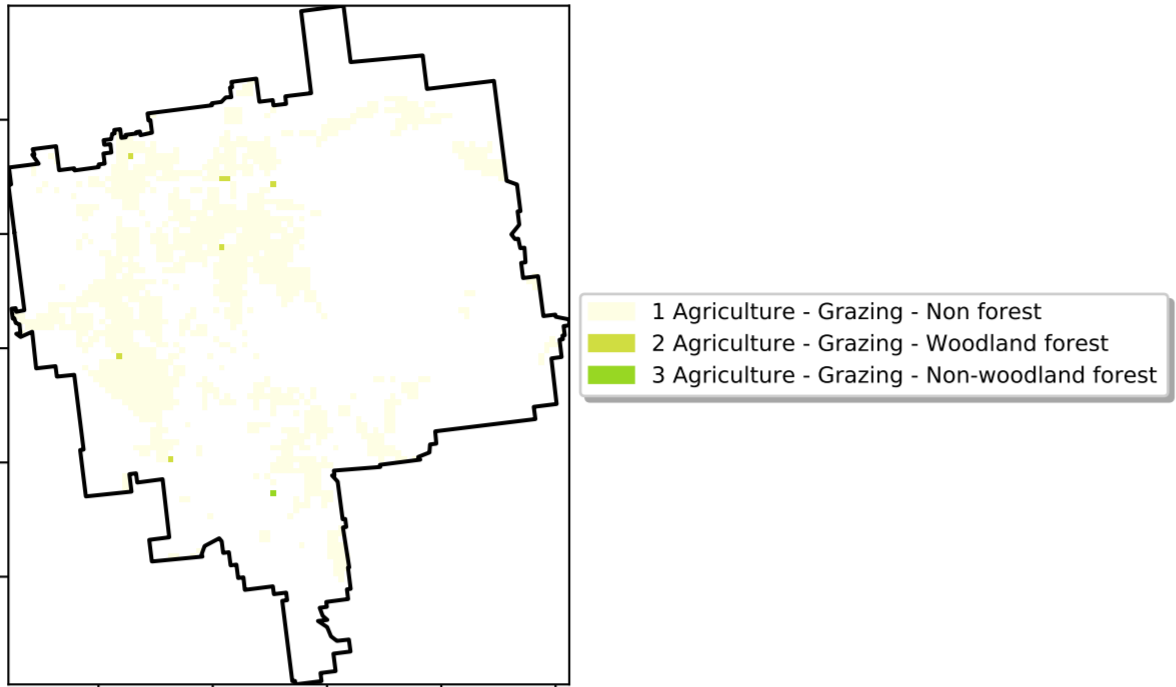 1 Agriculture - Grazing - Non forest
2 Agriculture - Grazing - Woodland forest
3 Agriculture - Grazing - Non-woodland forest